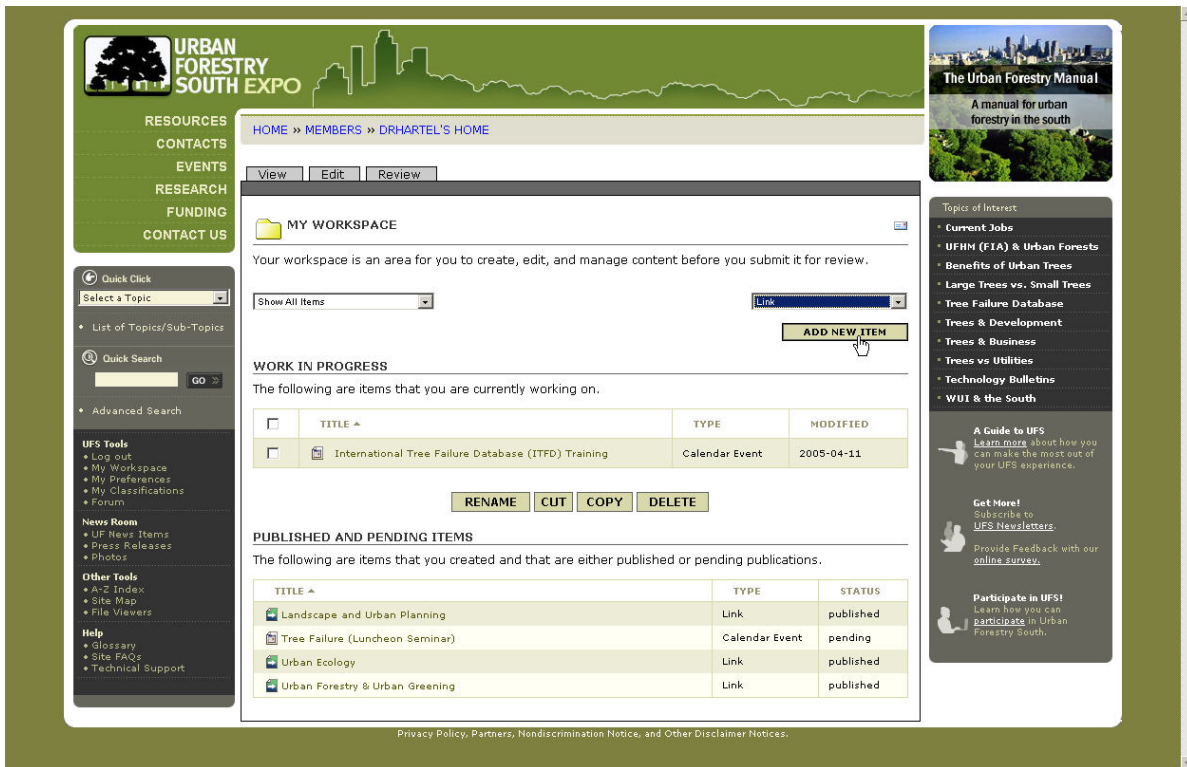 URBAN
FORESTRY
SOUTH EXPO
RESOURCES
CONTACTS
EVENTS
RESEARCH
FUNDING
CONTACT US
Quick Click
Select a Topic
List of Topics/Sub-Topics
Quick Search
GO »
Advanced Search
UFS Tools
Log out
My Workspace
My Preferences
My Classifications
Forum
News Room
UF News Items
Press Releases
Photos
Other Tools
A-Z Index
Site Map
File Viewers
Help
Glossary
Site FAQs
Technical Support
HOME » MEMBERS » DRHARTEL'S HOME
View Edit Review
MY WORKSPACE
Your workspace is an area for you to create, edit, and manage content before you submit it for review.
Show All Items Link
ADD NEW ITEM
WORK IN PROGRESS
The following are items that you are currently working on.
TITLE TYPE MODIFIED
International Tree Failure Database (ITFD) Training Calendar Event 2005-04-11
RENAME CUT COPY DELETE
PUBLISHED AND PENDING ITEMS
The following are items that you created and that are either published or pending publications.
TITLE TYPE STATUS
Landscape and Urban Planning Link published
Tree Failure (Luncheon Seminar) Calendar Event pending
Urban Ecology Link published
Urban Forestry & Urban Greening Link published
The Urban Forestry Manual
A manual for urban
forestry in the south
Topics of Interest
Current Jobs
UFHM (FIA) & Urban Forests
Benefits of Urban Trees
Large Trees vs. Small Trees
Tree Failure Database
Trees & Development
Trees & Business
Trees vs Utilities
Technology Bulletins
WUI & the South
A Guide to UFS
Learn more about how you
can make the most out of
your UFS experience.
Get More!
Subscribe to
UFS Newsletters.
Provide Feedback with our
online survey.
Participate in UFS!
Learn how you can
participate in Urban
Forestry South.
Privacy Policy, Partners, Nondiscrimination Notice, and Other Disclaimer Notices.